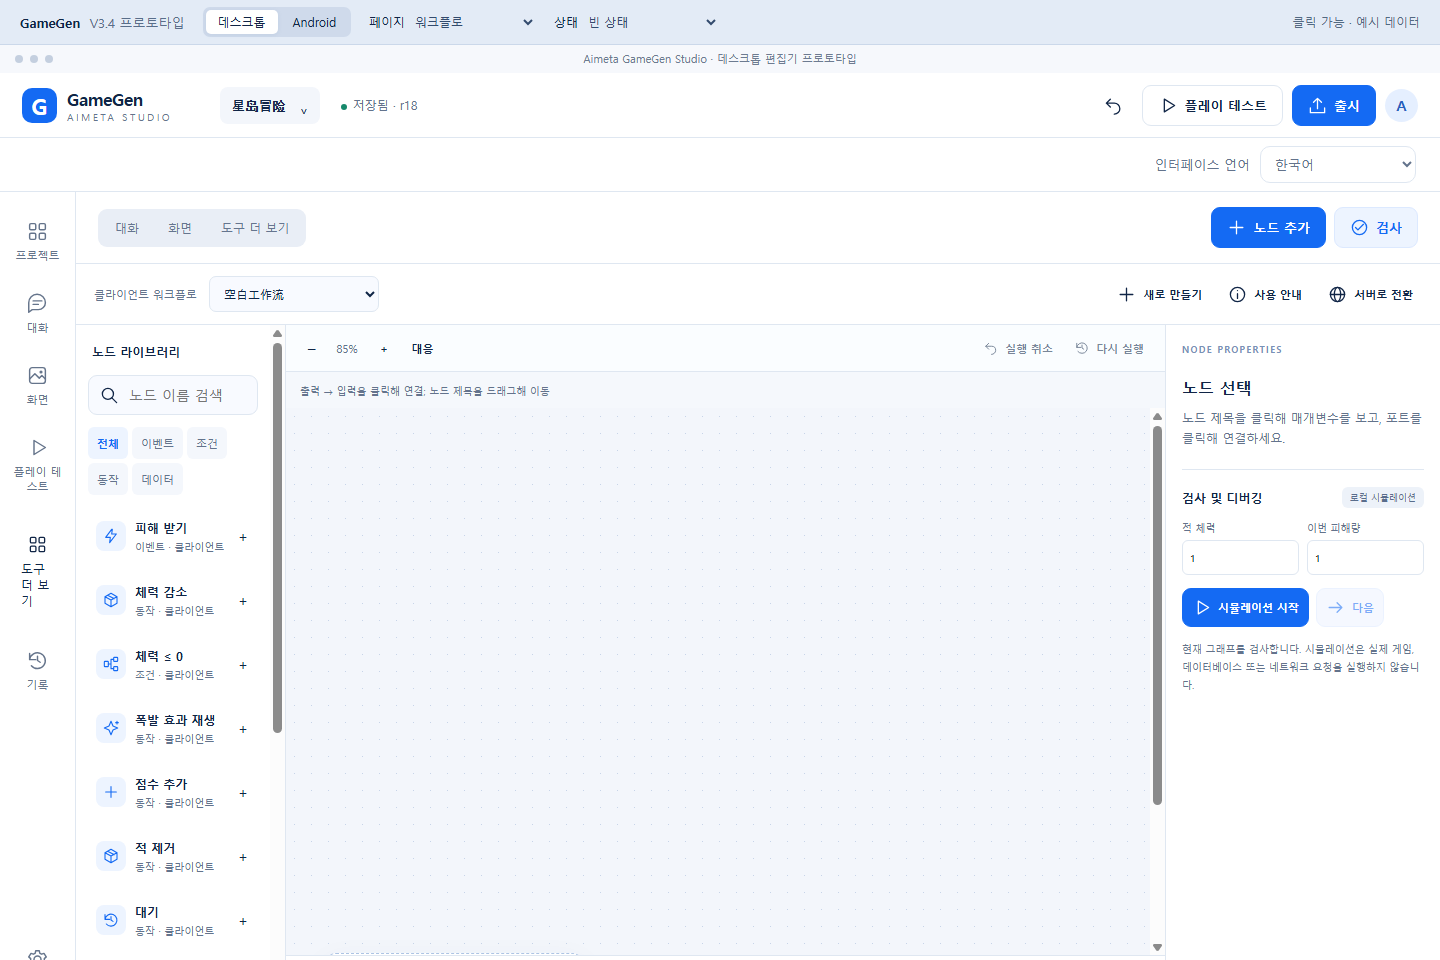 GameGen V3.4 프로토타입 데스크톱 Android 페이지 워크플로 상태 빈 상태 클릭 가능 · 예시 데이터
Aimeta GameGen Studio · 데스크톱 편집기 프로토타입
G GameGen
AIMETA STUDIO
星岛冒险
저장됨 · r18
플레이 테스트
출시
A
인터페이스 언어 한국어
프로젝트
대화
화면
플레이 테
스트
도구
더 보
기
기록
대화 화면 도구 더 보기
노드 추가
검사
클라이언트 워크플로 空白工作流
새로 만들기 사용 안내 서버로 전환
노드 라이브러리
노드 이름 검색
전체 이벤트 조건
동작 데이터
피해 받기
이벤트 · 클라이언트
+
체력 감소
동작 · 클라이언트
+
체력 ≤ 0
조건 · 클라이언트
+
폭발 효과 재생
동작 · 클라이언트
+
점수 추가
동작 · 클라이언트
+
적 제거
동작 · 클라이언트
+
대기
동작 · 클라이언트
+
− 85% + 대응
실행 취소 다시 실행
출력 → 입력을 클릭해 연결; 노드 제목을 드래그해 이동
NODE PROPERTIES
노드 선택
노드 제목을 클릭해 매개변수를 보고, 포트를
클릭해 연결하세요.
검사 및 디버깅 로컬 시뮬레이션
적 체력 이번 피해량
1 1
시뮬레이션 시작 다음
현재 그래프를 검사합니다. 시뮬레이션은 실제 게임,
데이터베이스 또는 네트워크 요청을 실행하지 않습니
다.